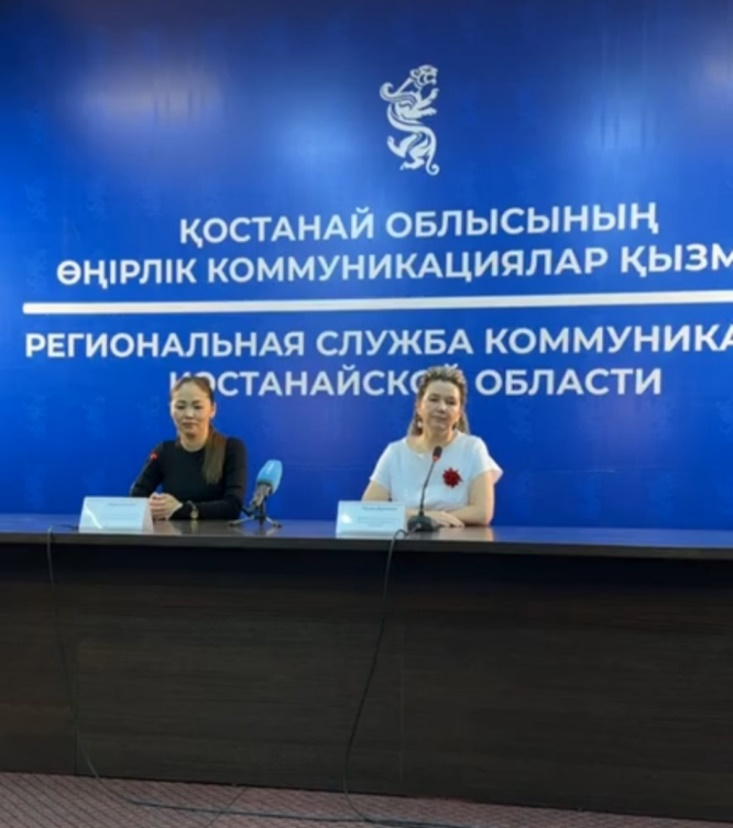 ҚОСТАНАЙ ОБЛЫСЫНЫҢ
ӨҢІРЛІК КОММУНИКАЦИЯЛАР ҚЫЗМ
РЕГИОНАЛЬНАЯ СЛУЖБА КОММУНИКА
КОСТАНАЙСКОЙ ОБЛАСТИ